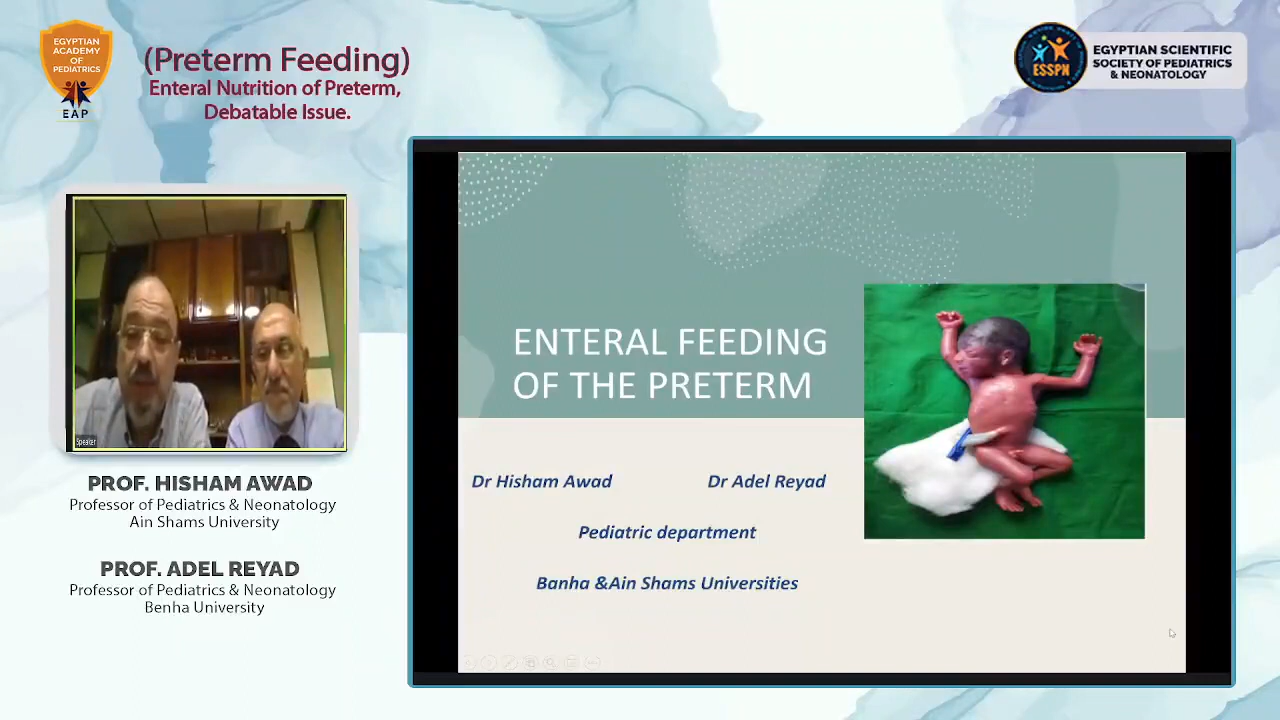 EGYPTIAN
ACADEMY
OF
PEDIATRICS
EAP
(Preterm Feeding)
Enteral Nutrition of Preterm,
Debatable Issue.
ESSPN
EGYPTIAN SCIENTIFIC
SOCIETY OF PEDIATRICS
& NEONATOLOGY
Speaker
PROF. HISHAM AWAD
Professor of Pediatrics & Neonatology
Ain Shams University
PROF. ADEL REYAD
Professor of Pediatrics & Neonatology
Benha University
ENTERAL FEEDING
OF THE PRETERM
Dr Hisham Awad Dr Adel Reyad
Pediatric department
Banha &Ain Shams Universities